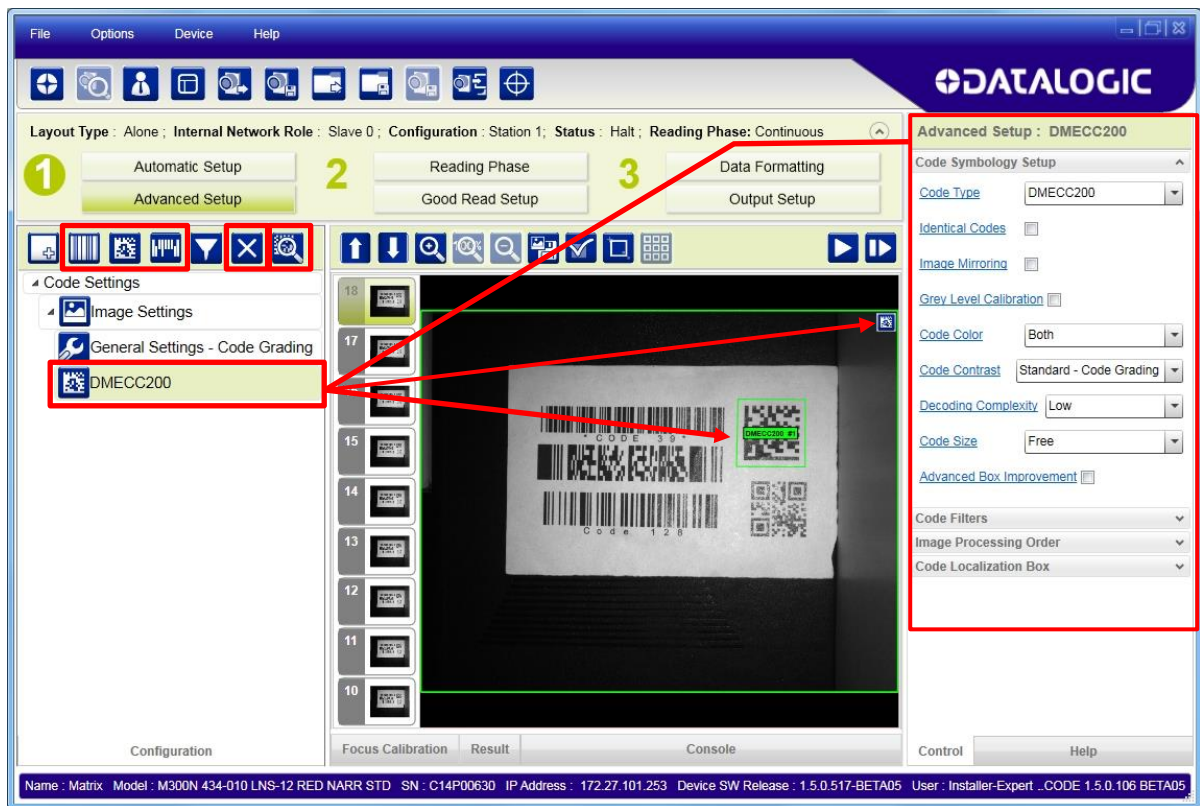 File Options Device Help
DATALOGIC
Layout Type : Alone ; Internal Network Role : Slave 0 ; Configuration : Station 1; Status : Halt ; Reading Phase: Continuous
1 Automatic Setup 2 Reading Phase 3 Data Formatting
Advanced Setup Good Read Setup Output Setup
Code Settings
Image Settings
General Settings - Code Grading
DMECC200
Configuration
100%
18
17
15
14
13
12
11
10
* CODE 39 *
DMECC200 #1
Code 128
Focus Calibration Result Console
Advanced Setup : DMECC200
Code Symbology Setup
Code Type DMECC200
Identical Codes
Image Mirroring
Grey Level Calibration
Code Color Both
Code Contrast Standard - Code Grading
Decoding Complexity Low
Code Size Free
Advanced Box Improvement
Code Filters
Image Processing Order
Code Localization Box
Control Help
Name : Matrix Model : M300N 434-010 LNS-12 RED NARR STD SN : C14P00630 IP Address : 172.27.101.253 Device SW Release : 1.5.0.517-BETA05 User : Installer-Expert ..CODE 1.5.0.106 BETA05